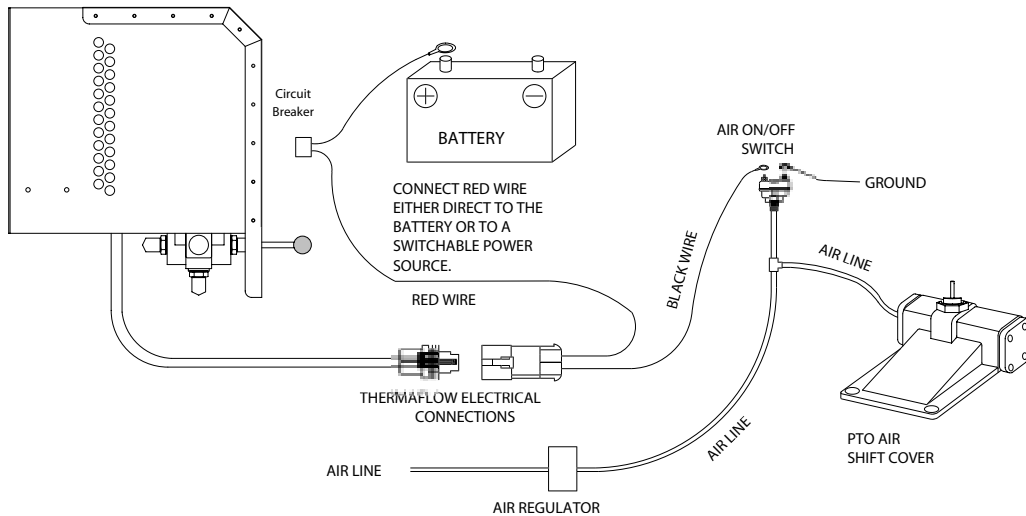 Circuit
Breaker
+
−
BATTERY
CONNECT RED WIRE
EITHER DIRECT TO THE
BATTERY OR TO A
SWITCHABLE POWER
SOURCE.
RED WIRE
AIR ON/OFF
SWITCH
GROUND
BLACK WIRE
AIR LINE
THERMAFLOW ELECTRICAL
CONNECTIONS
AIR LINE
PTO AIR
SHIFT COVER
AIR LINE
AIR REGULATOR